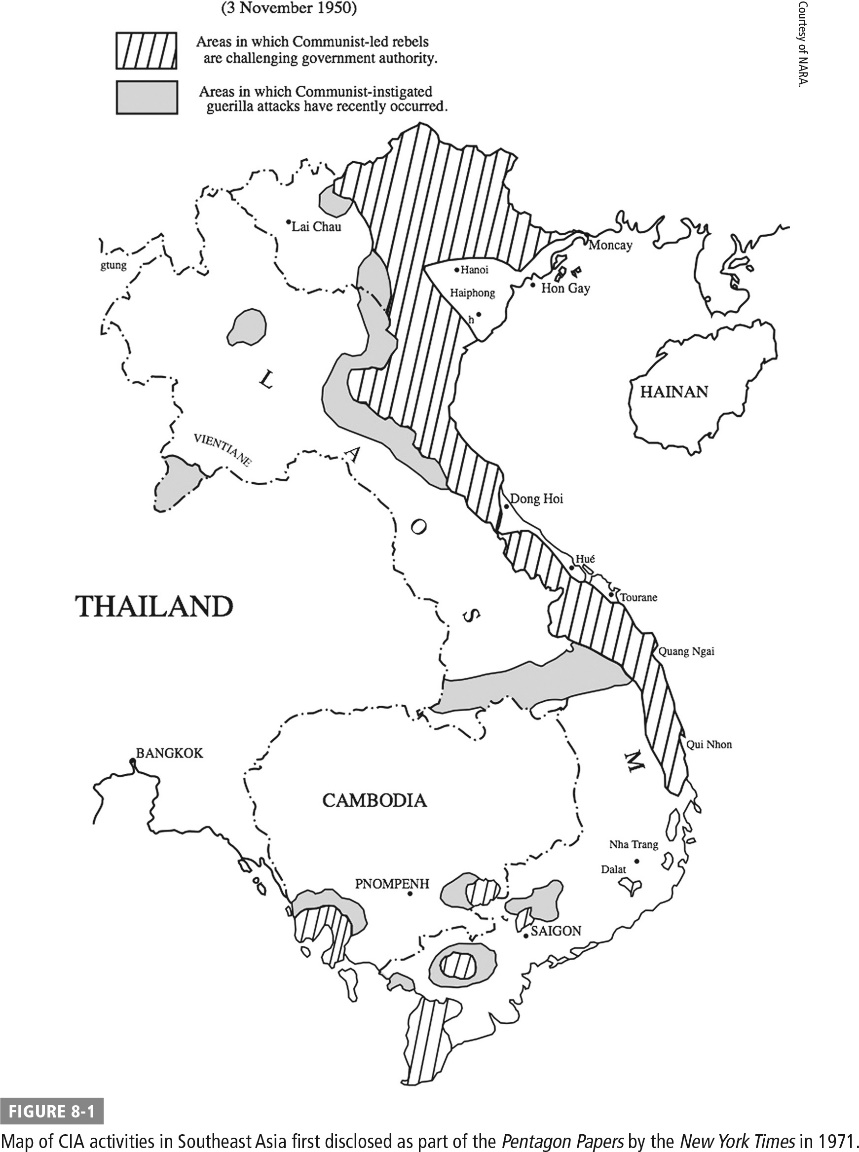 (3 November 1950)
Courtesy of NARA.
Areas in which Communist-led rebels
are challenging government authority.
Areas in which Communist-instigated
guerilla attacks have recently occurred.
Lai Chau
Moncay
gtung
Hanoi
Haiphong
Hon Gay
h
L
HAINAN
VIENTIANE
A
Dong Hoi
O
Hué
THAILAND
Tourane
S
Quang Ngai
Qui Nhon
BANGKOK
M
CAMBODIA
Nha Trang
Dalat
PNOMPENH
SAIGON
FIGURE 8-1
Map of CIA activities in Southeast Asia first disclosed as part of the Pentagon Papers by the New York Times in 1971.